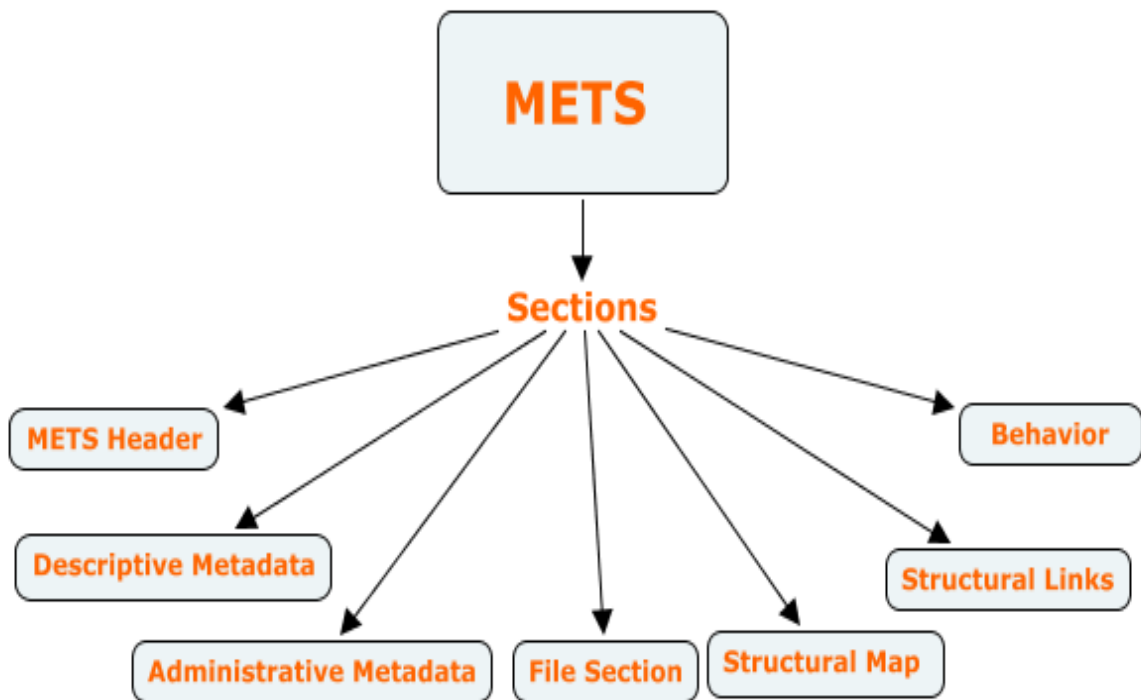 METS
Sections
METS Header
Behavior
Descriptive Metadata
Structural Links
Administrative Metadata
File Section
Structural Map